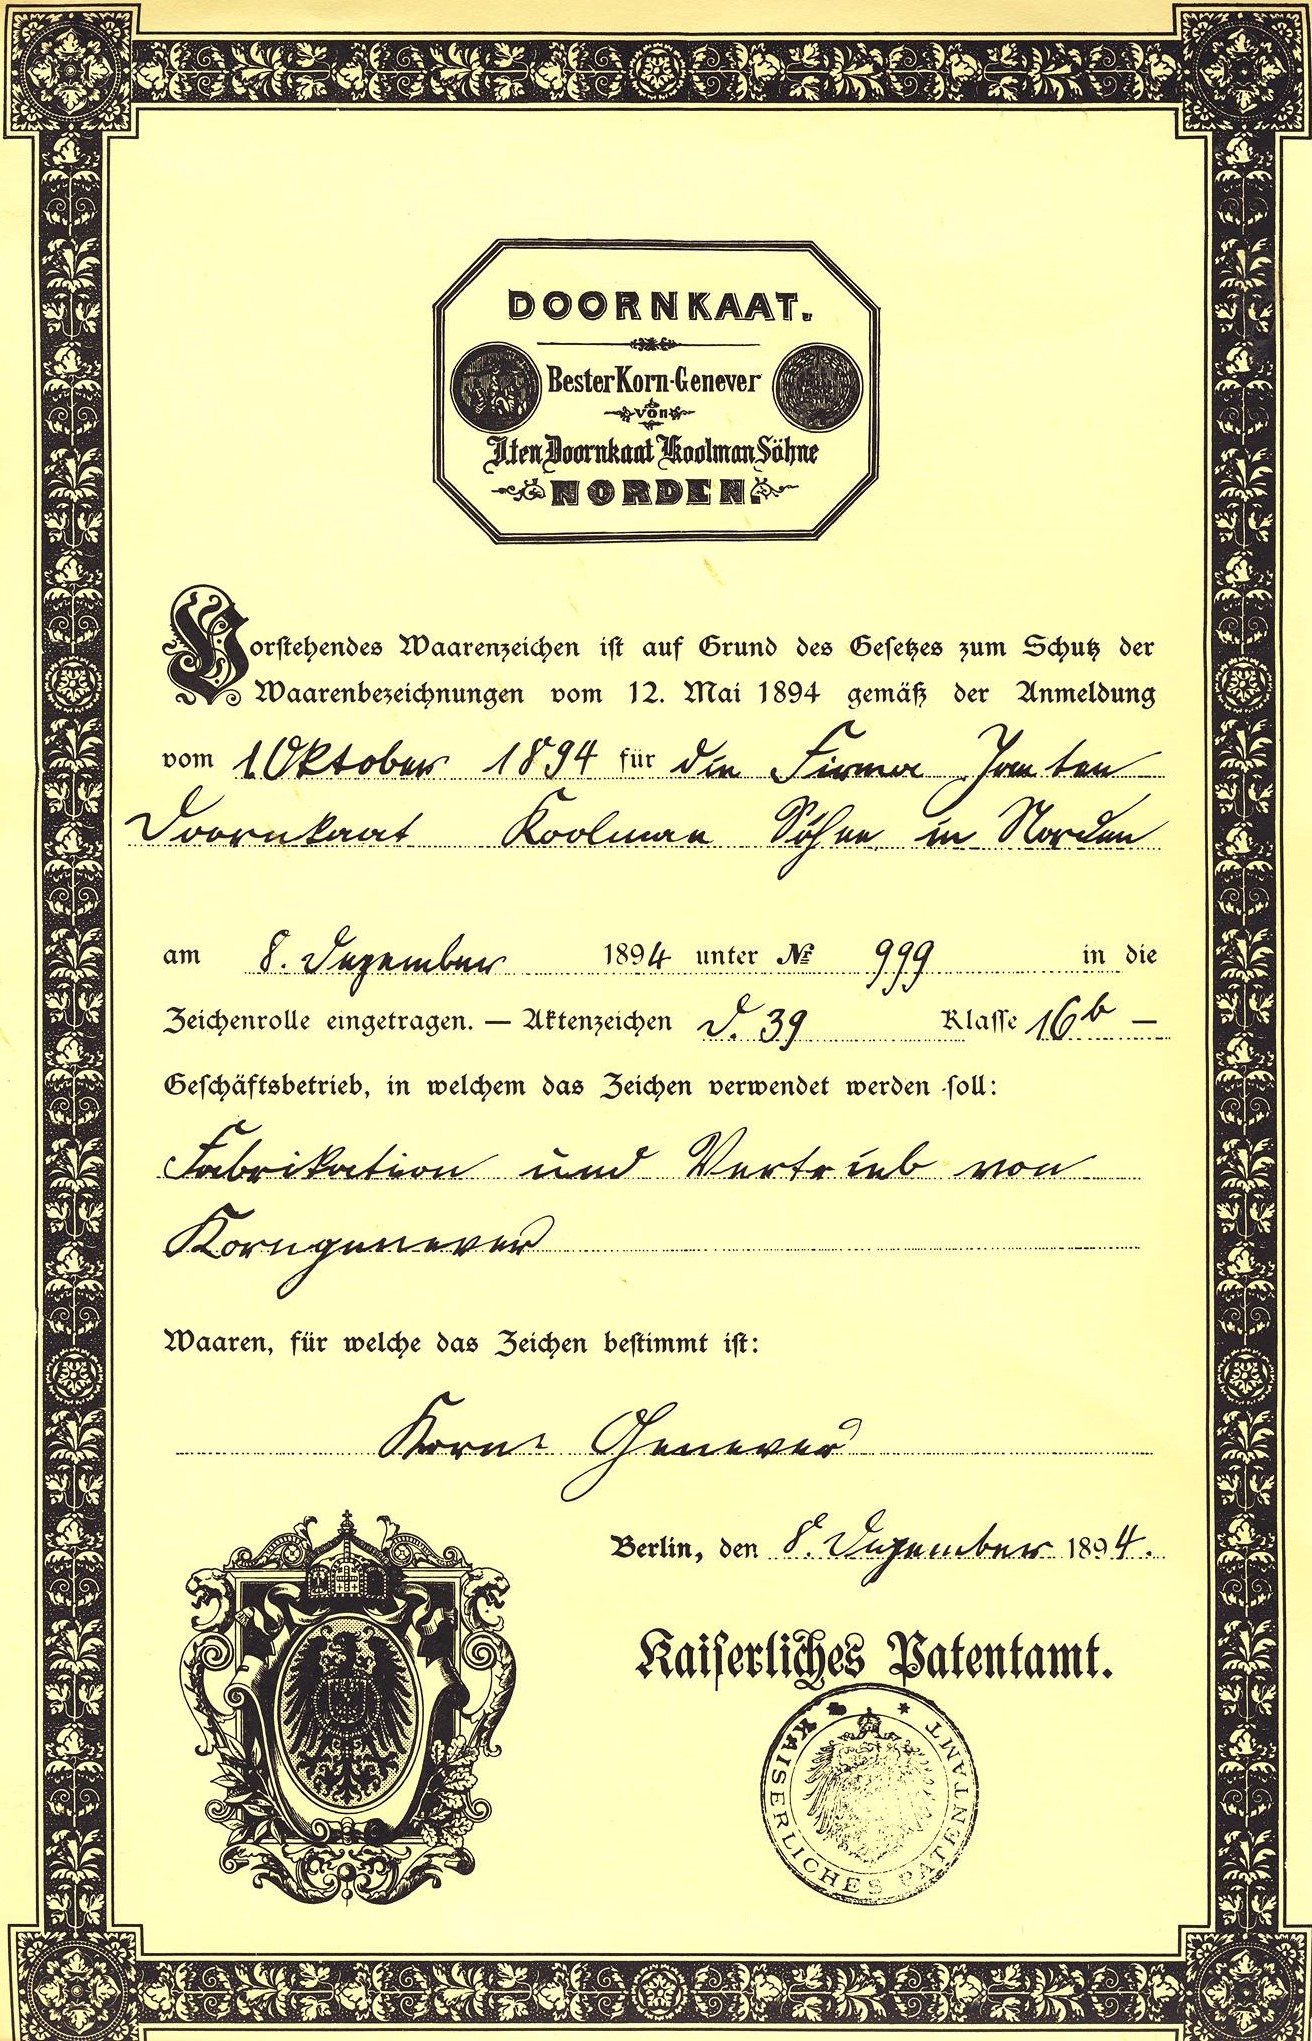 DOORNKAAT.
Bester Korn-Genever
von
J. ten Doornkaat Koolman Söhne
NORDEN.
Vorstehendes Waarenzeichen ist auf Grund des Gesetzes zum Schutz der
Waarenbezeichnungen vom 12. Mai 1894 gemäß der Anmeldung
vom 1 Oktober 1894 für die Firma Jan ten
Doornkaat Koolman Söhne in Norden
am 8. Dezember 1894 unter № 999 in die
Zeichenrolle eingetragen. — Aktenzeichen D. 39 Klasse 16b —
Geschäftsbetrieb, in welchem das Zeichen verwendet werden soll:
Fabrikation und Vertrieb von
Korngenever
Waaren, für welche das Zeichen bestimmt ist:
Korn Genever
Berlin, den 8. Dezember 1894.
Kaiserliches Patentamt.
KAISERLICHES PATENTAMT